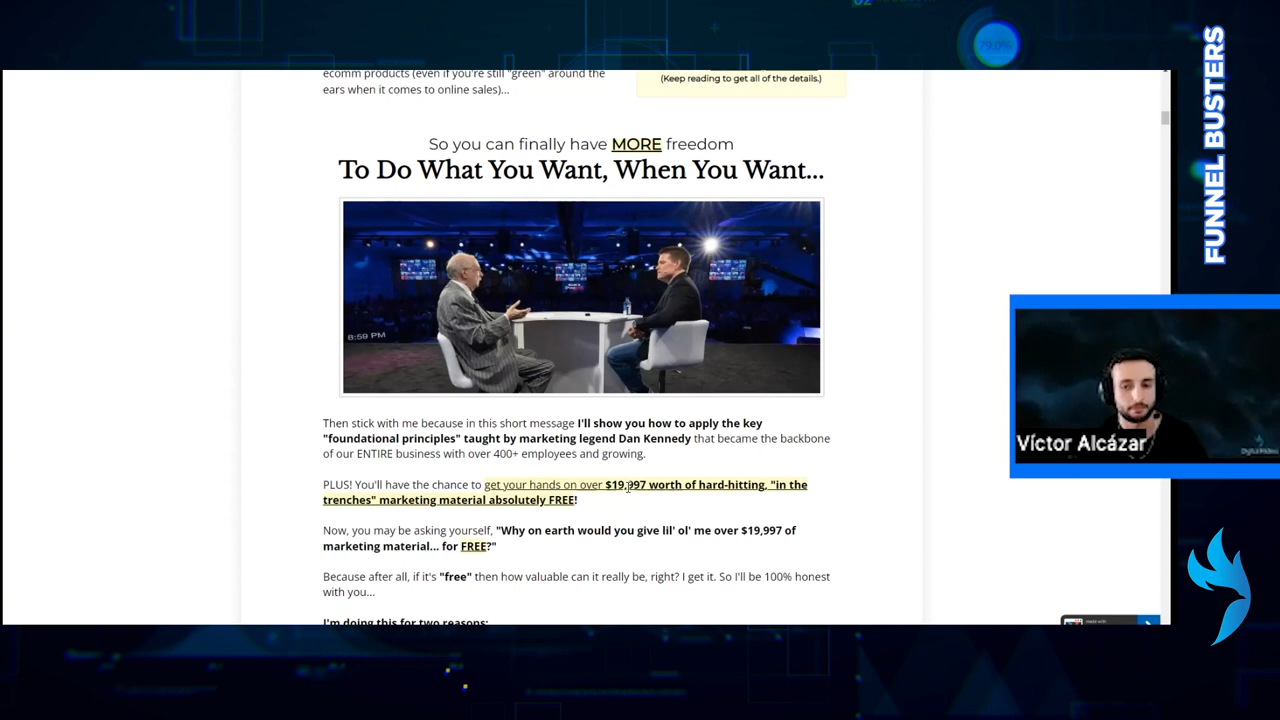 79.0%
FUNNEL BUSTERS
ecomm products (even if you're still "green" around the
ears when it comes to online sales)...
(Keep reading to get all of the details.)
So you can finally have MORE freedom
To Do What You Want, When You Want...
8:59 PM
Then stick with me because in this short message I'll show you how to apply the key
"foundational principles" taught by marketing legend Dan Kennedy that became the backbone
of our ENTIRE business with over 400+ employees and growing.
PLUS! You'll have the chance to get your hands on over $19,997 worth of hard-hitting, "in the
trenches" marketing material absolutely FREE!
Now, you may be asking yourself, "Why on earth would you give lil' ol' me over $19,997 of
marketing material... for FREE?"
Because after all, if it's "free" then how valuable can it really be, right? I get it. So I'll be 100% honest
with you...
I'm doing this for two reasons:
Víctor Alcázar